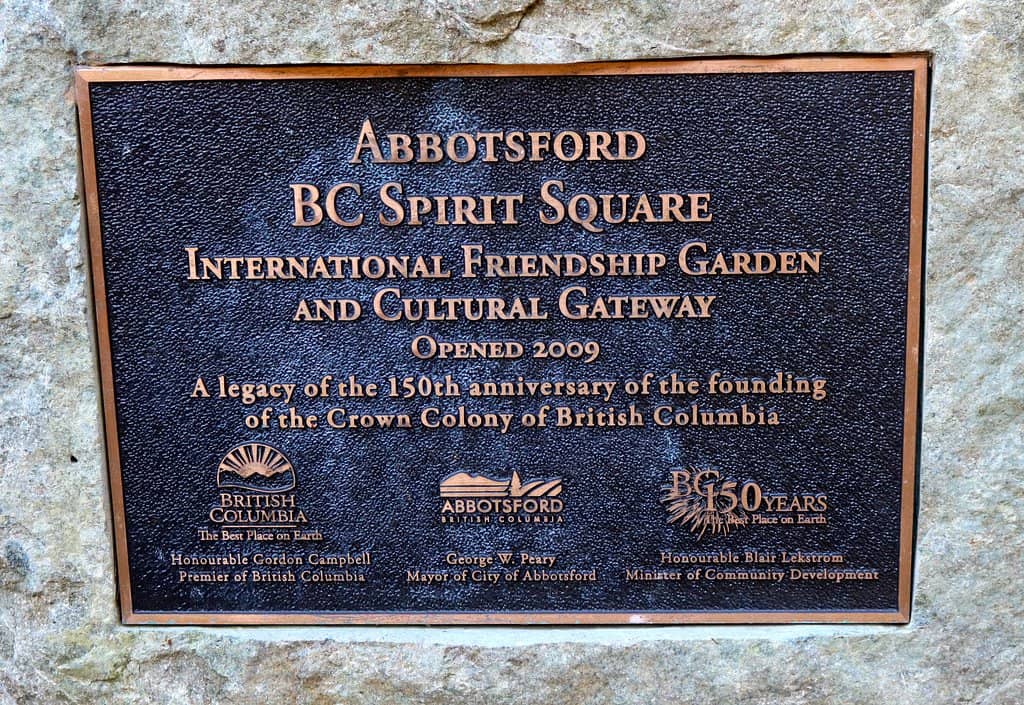 ABBOTSFORD
BC SPIRIT SQUARE
INTERNATIONAL FRIENDSHIP GARDEN
AND CULTURAL GATEWAY
OPENED 2009
A legacy of the 150th anniversary of the founding
of the Crown Colony of British Columbia
BRITISH
COLUMBIA
The Best Place on Earth
Honourable Gordon Campbell
Premier of British Columbia
ABBOTSFORD
BRITISH COLUMBIA
George W. Peary
Mayor of City of Abbotsford
BC150 YEARS
The Best Place on Earth
Honourable Blair Lekstrom
Minister of Community Development